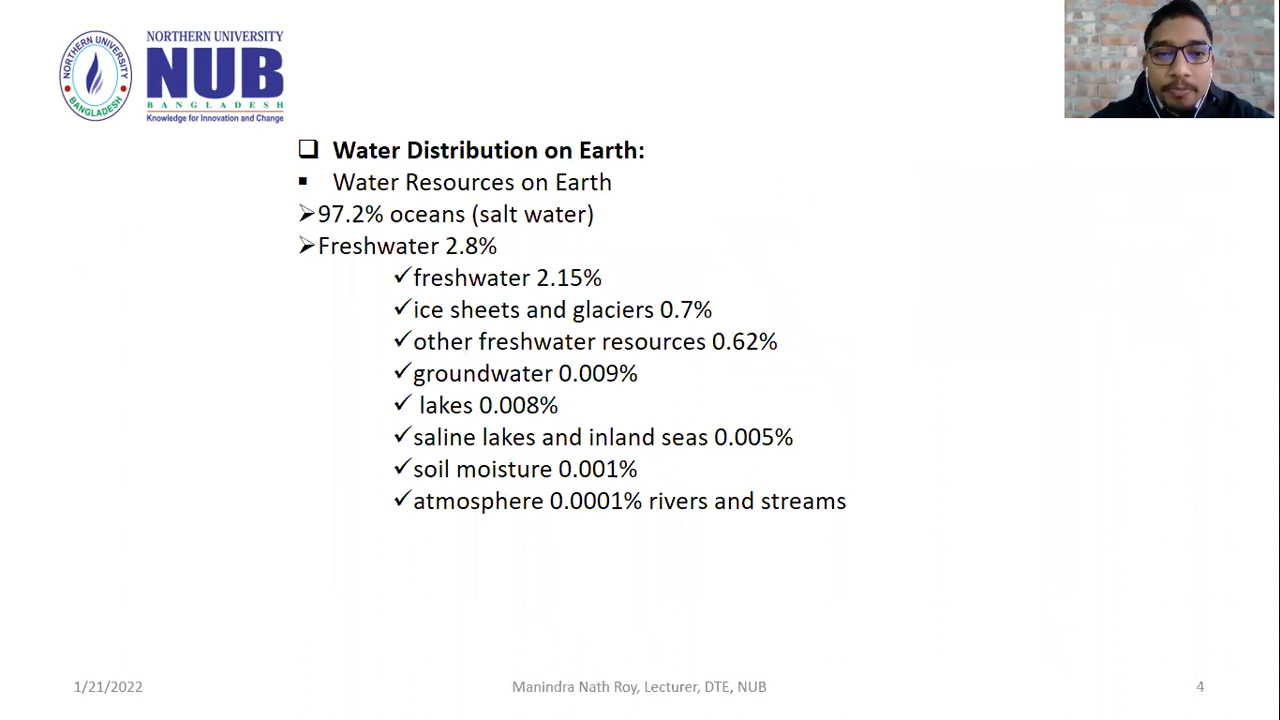 NORTHERN UNIVERSITY
BANGLADESH
NORTHERN UNIVERSITY
NUB
BANGLADESH
Knowledge for Innovation and Change
Water Distribution on Earth:
Water Resources on Earth
97.2% oceans (salt water)
Freshwater 2.8%
freshwater 2.15%
ice sheets and glaciers 0.7%
other freshwater resources 0.62%
groundwater 0.009%
lakes 0.008%
saline lakes and inland seas 0.005%
soil moisture 0.001%
atmosphere 0.0001% rivers and streams
1/21/2022
Manindra Nath Roy, Lecturer, DTE, NUB
4